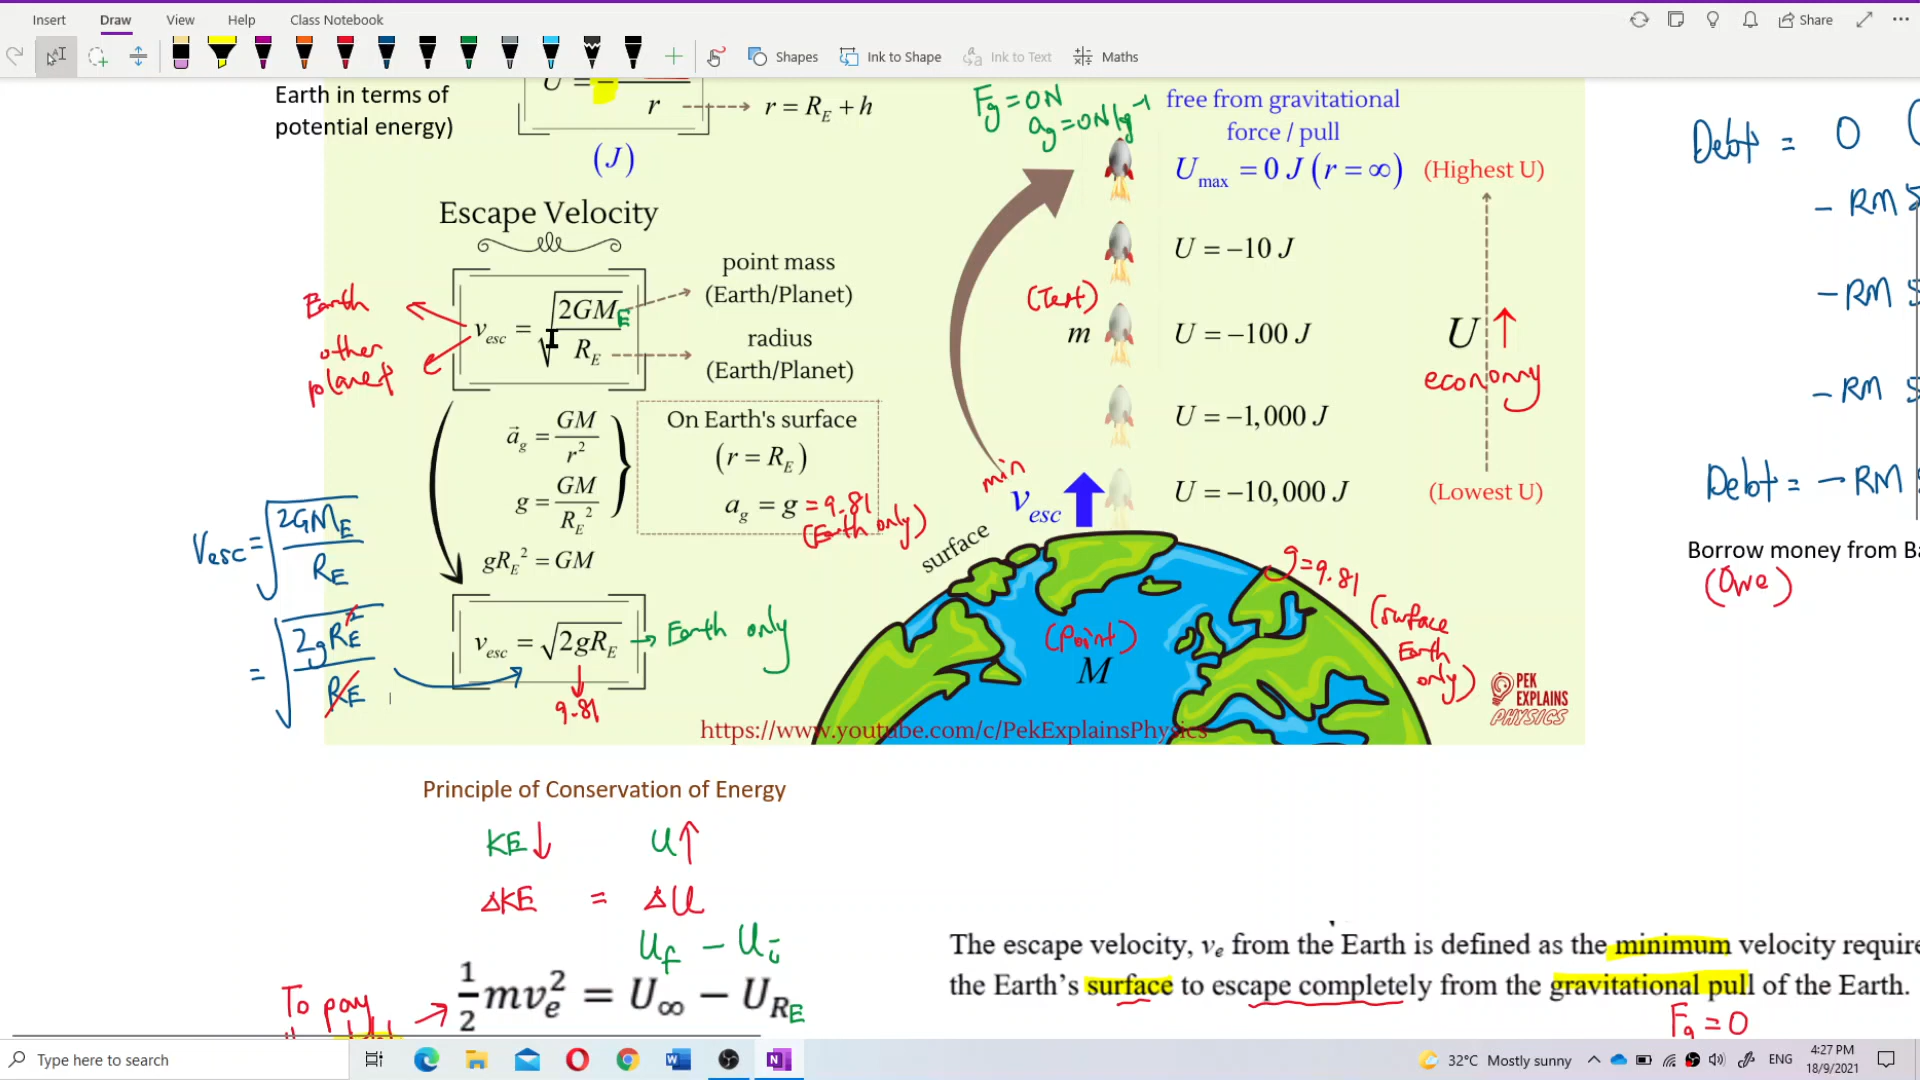 Insert Draw View Help Class Notebook
Share
Shapes Ink to Shape Ink to Text Maths
Earth in terms of
potential energy)
U = −
r
r = R_E + h
(J)
Escape Velocity
v_esc = √(2GM_E / R_E)
point mass
(Earth/Planet)
radius
(Earth/Planet)
Earth
other
planet
a⃗_g = GM / r²
g = GM / R_E²
gR_E² = GM
On Earth's surface
(r = R_E)
a_g = g = 9.81
(Earth only)
v_esc = √(2gR_E)
Earth only
9.81
Vesc = √(2GM_E / R_E)
= √(2gR_E² / R_E)
Fg = 0N
ag = 0Nkg⁻¹
free from gravitational
force / pull
U_max = 0 J (r = ∞) (Highest U)
U = −10 J
(Test)
m
U = −100 J
U ↑
economy
U = −1,000 J
U = −10,000 J (Lowest U)
min
v_esc
surface
g = 9.81
(surface
Earth
only)
(Point)
M
PEK
EXPLAINS
PHYSICS
https://www.youtube.com/c/PekExplainsPhysics
Debt = 0
− RM
− RM
− RM
Debt = − RM
Borrow money from
(Owe)
Principle of Conservation of Energy
KE↓ U↑
ΔKE = ΔU
U_f − U_i
½mv_e² = U_∞ − U_R_E
To pay
The escape velocity, v_e from the Earth is defined as the minimum velocity
the Earth's surface to escape completely from the gravitational pull of the Earth.
Fg = 0
Type here to search
32°C Mostly sunny
ENG
4:27 PM
18/9/2021